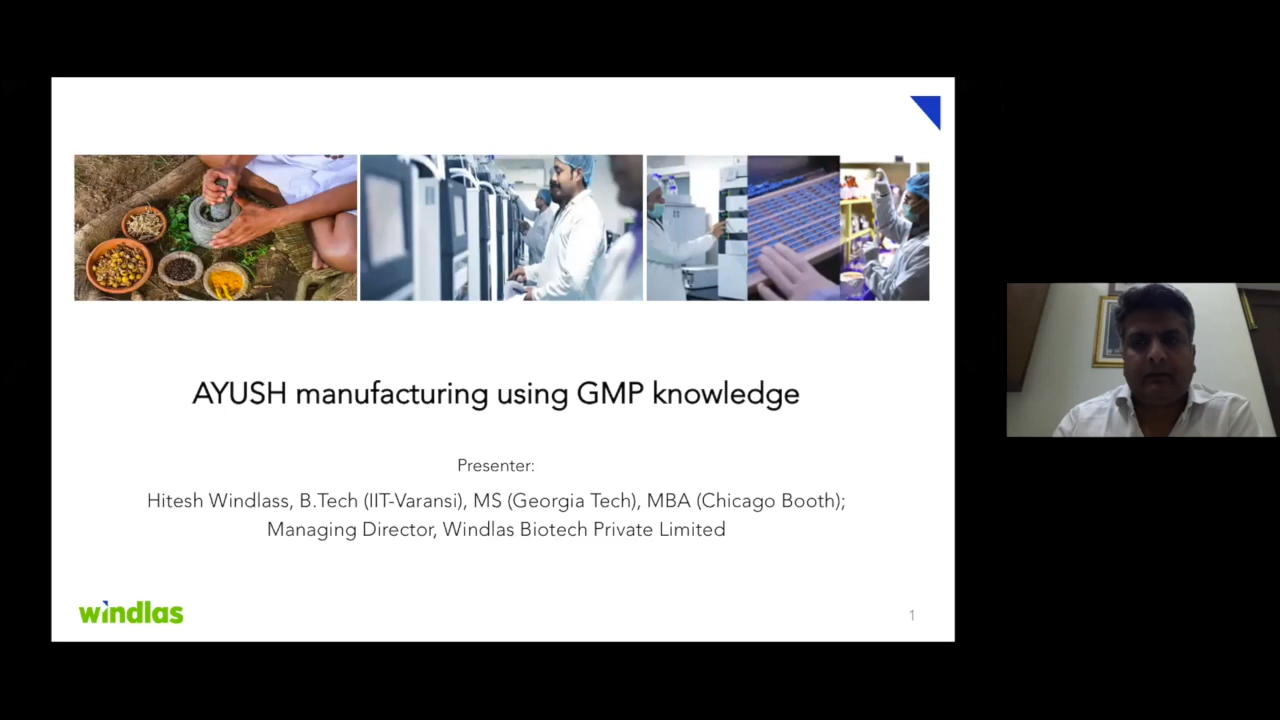 AYUSH manufacturing using GMP knowledge
Presenter:
Hitesh Windlass, B.Tech (IIT-Varansi), MS (Georgia Tech), MBA (Chicago Booth);
Managing Director, Windlas Biotech Private Limited
windlas
1